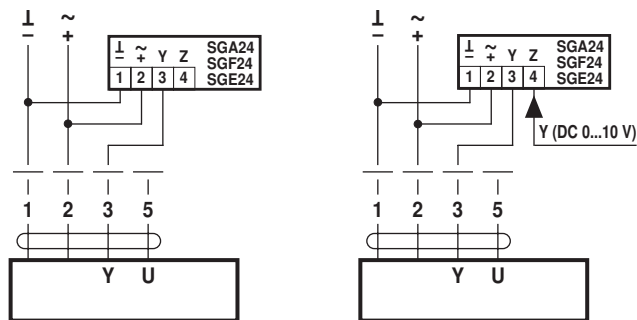 ⊥ ~
− +
⊥ ~ Y Z SGA24
− + SGF24
1 2 3 4 SGE24
1 2 3 5
Y U
⊥ ~
− +
⊥ ~ Y Z SGA24
− + SGF24
1 2 3 4 SGE24
Y (DC 0...10 V)
1 2 3 5
Y U